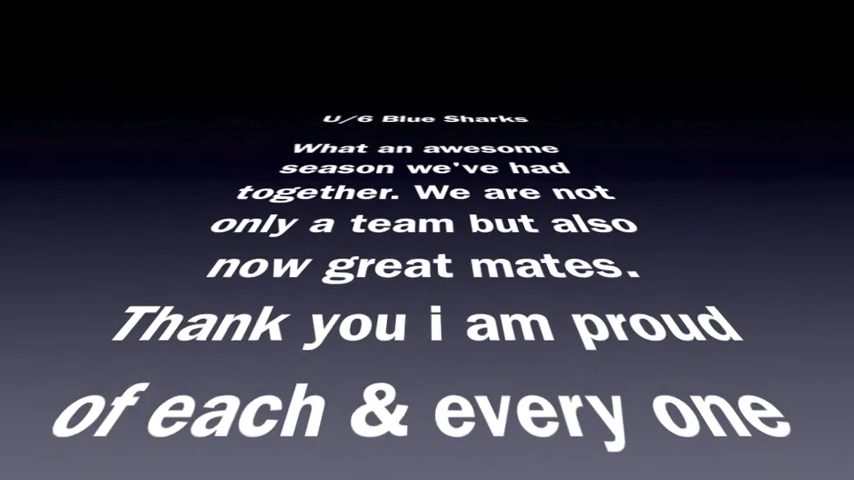 U/6 Blue Sharks
What an awesome
season we've had
together. We are not
only a team but also
now great mates.
Thank you i am proud
of each & every one